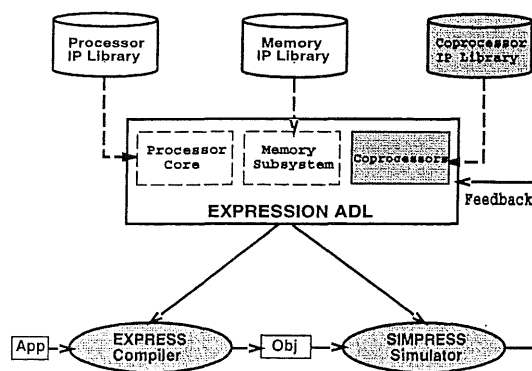 Processor
IP Library
Memory
IP Library
Coprocessor
IP Library
Processor
Core
Memory
Subsystem
Coprocessors
EXPRESSION ADL
Feedback
App
EXPRESS
Compiler
Obj
SIMPRESS
Simulator